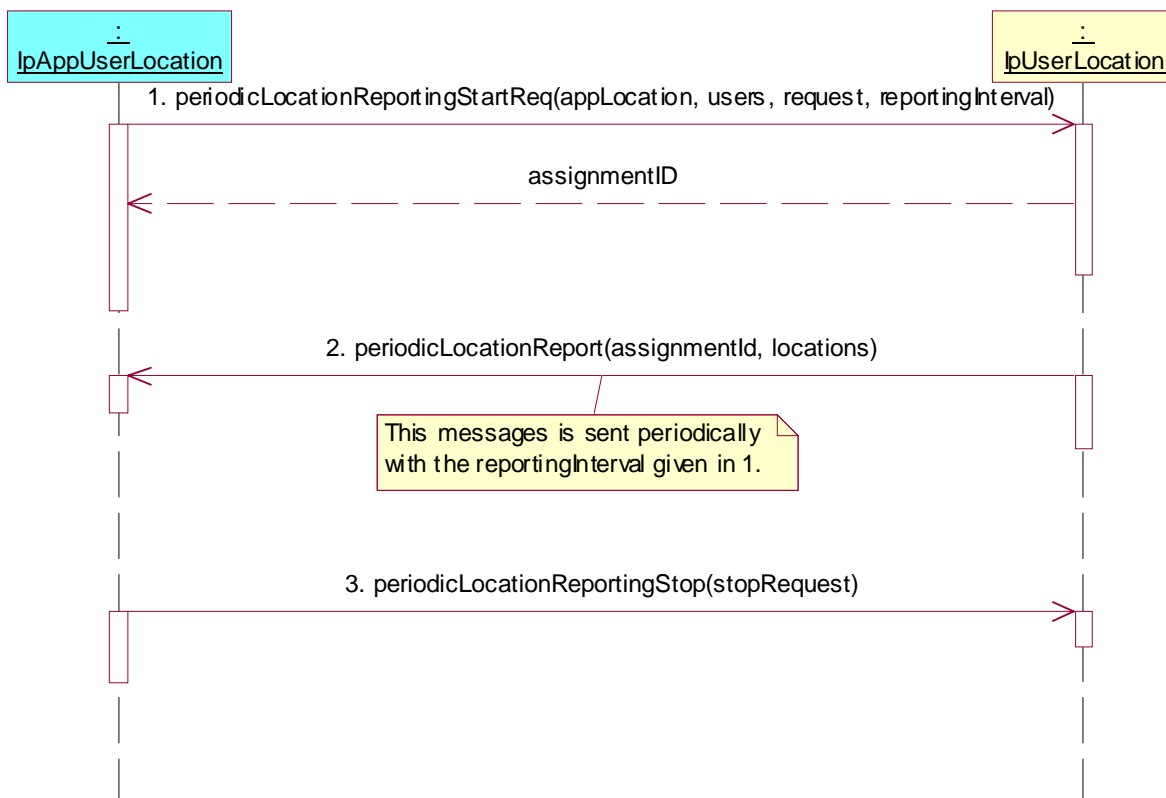 :
IpAppUserLocation
:
IpUserLocation
1. periodicLocationReportingStartReq(appLocation, users, request, reportingInterval)
assignmentID
2. periodicLocationReport(assignmentId, locations)
This messages is sent periodically
with the reportingInterval given in 1.
3. periodicLocationReportingStop(stopRequest)